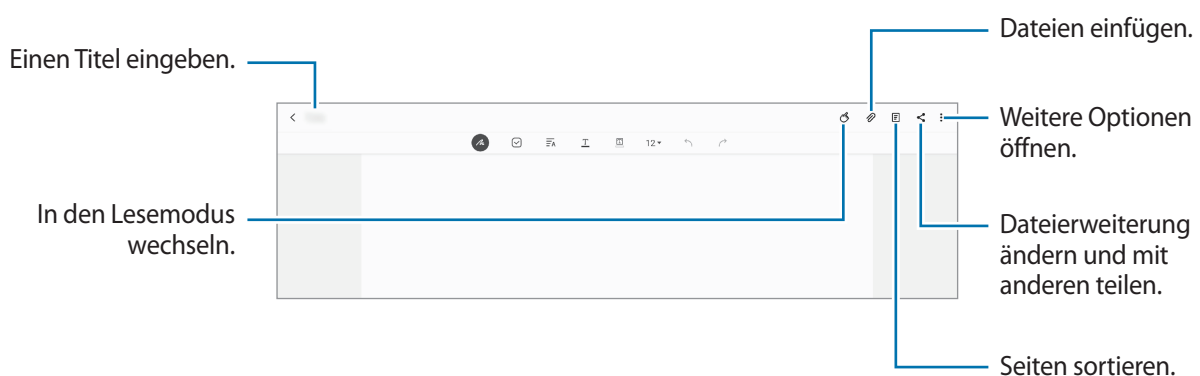 Dateien einfügen.
Einen Titel eingeben.
Weitere Optionen
öffnen.
12
In den Lesemodus
wechseln.
Dateierweiterung
ändern und mit
anderen teilen.
Seiten sortieren.